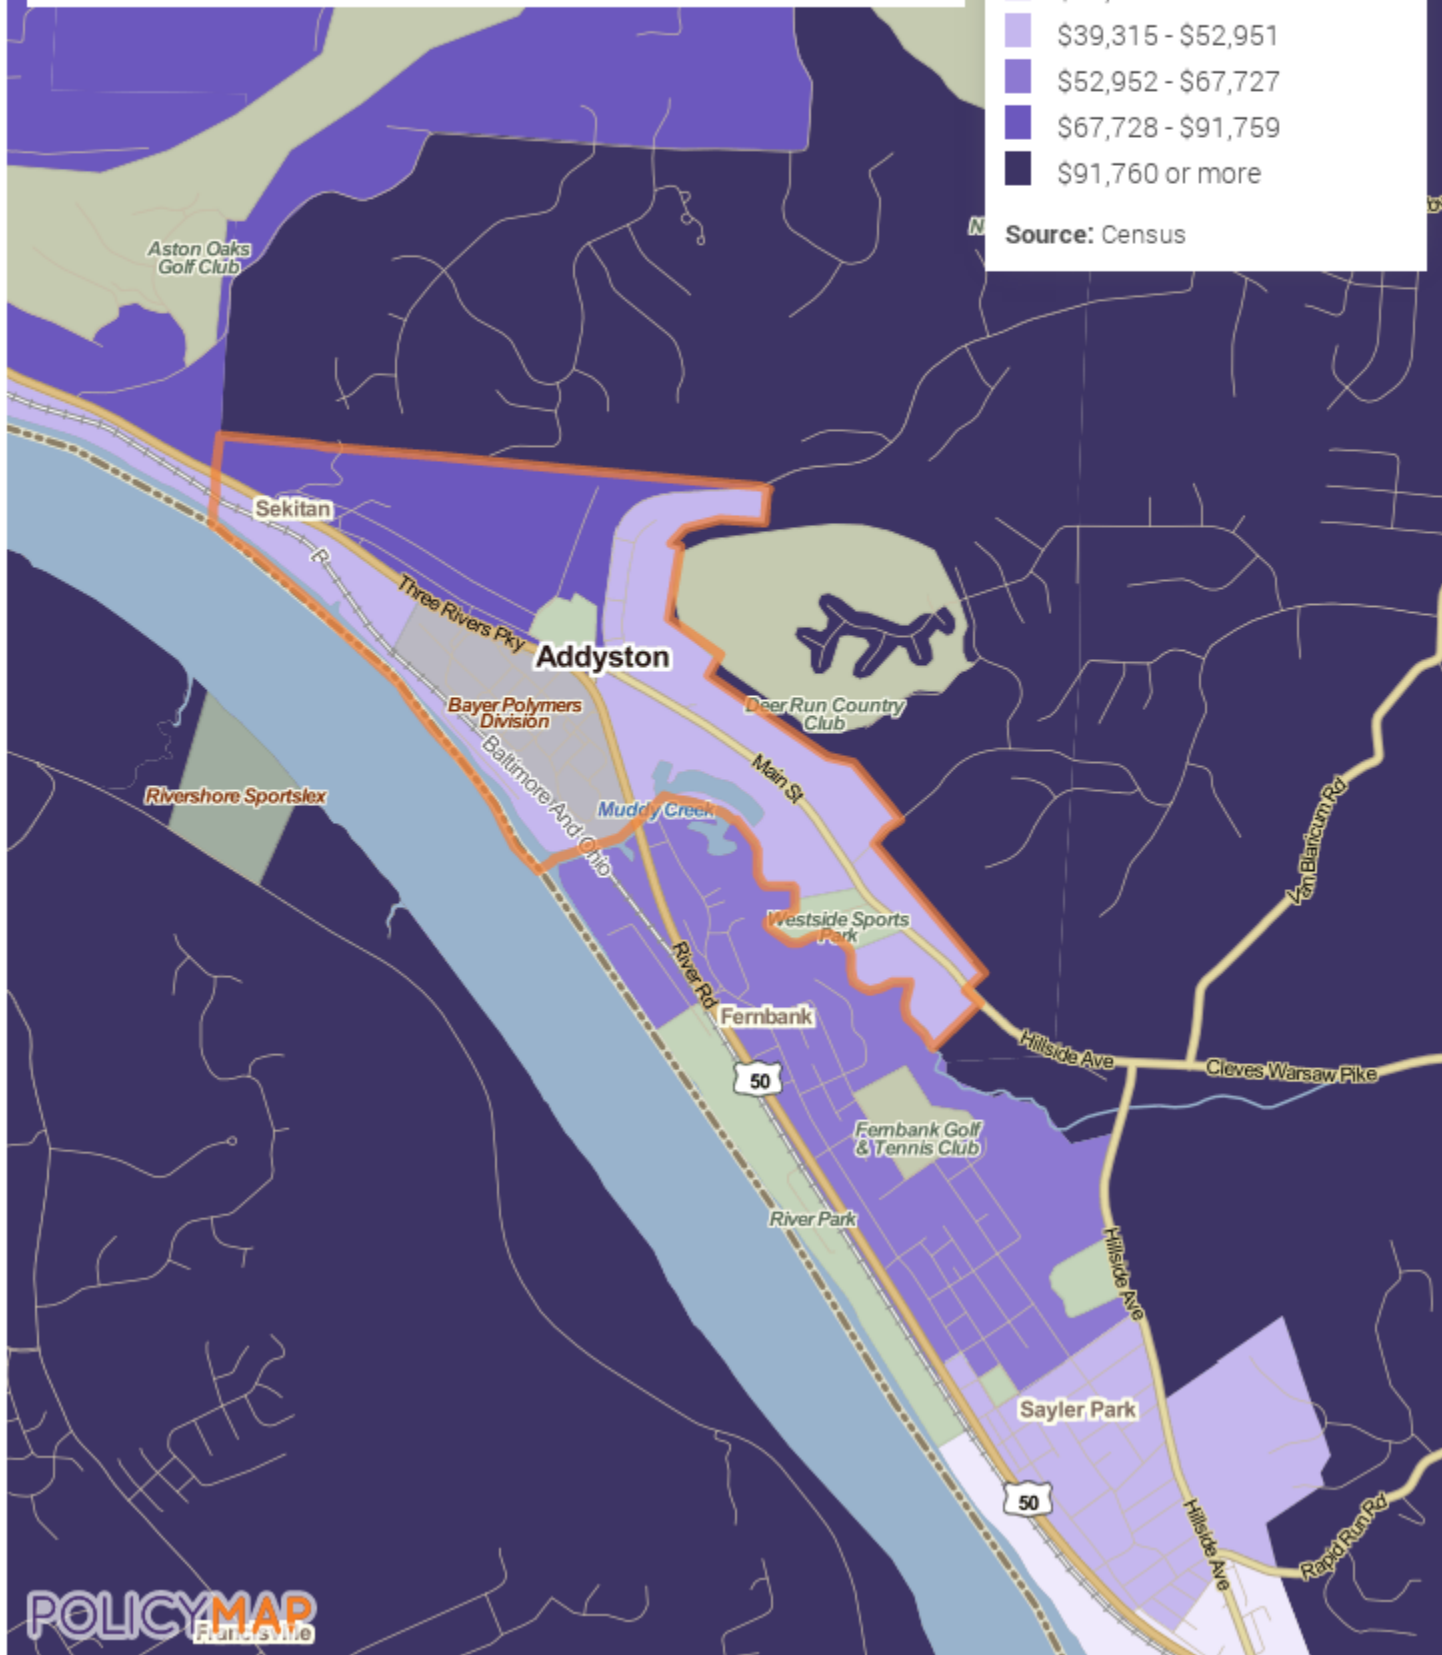 $39,315 - $52,951
$52,952 - $67,727
$67,728 - $91,759
$91,760 or more
Source: Census
Aston Oaks
Golf Club
Sekitan
B
Three Rivers Pky
Addyston
Bayer Polymers
Division
Deer Run Country
Club
Main St
Baltimore And Ohio
Muddy Creek
Rivershore Sportslex
Van Blaricum Rd
Westside Sports
Park
River Rd
Fernbank
Hillside Ave
Cleves Warsaw Pike
50
Fernbank Golf
& Tennis Club
River Park
Hillside Ave
Sayler Park
50
Hillside Ave
Rapid Run Rd
POLICYMAP
Francisville